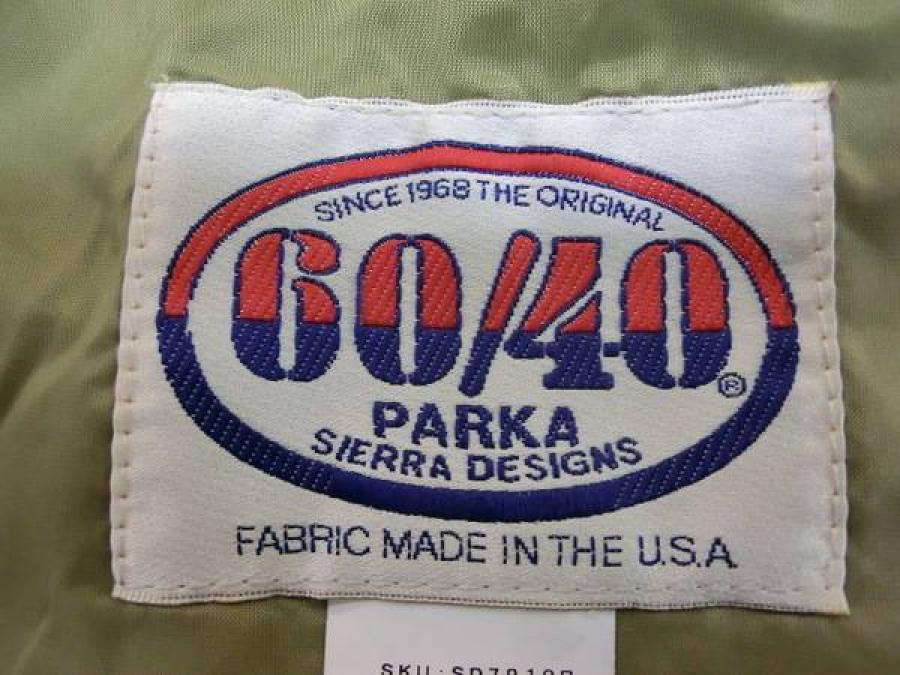 SINCE 1968 THE ORIGINAL
60/40®
PARKA
SIERRA DESIGNS
FABRIC MADE IN THE U.S.A.